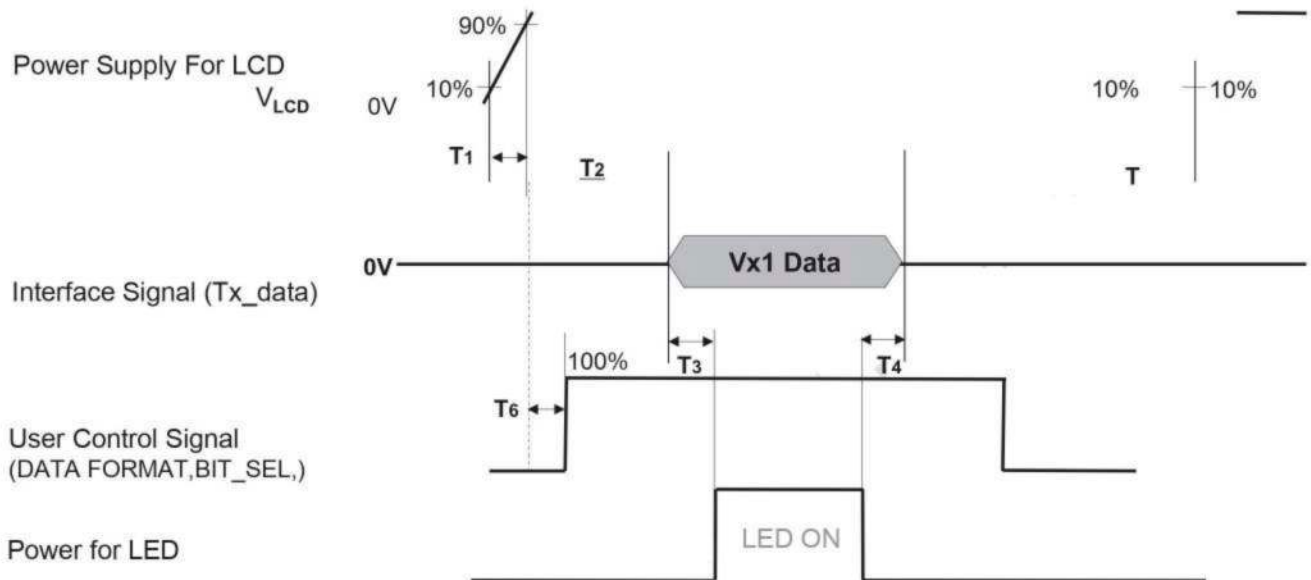 90%
Power Supply For LCD
VLCD
0V
10%
10%
10%
T1
T2
T
0V
Vx1 Data
Interface Signal (Tx_data)
T3
T4
100%
T6
User Control Signal
(DATA FORMAT,BIT_SEL,)
LED ON
Power for LED